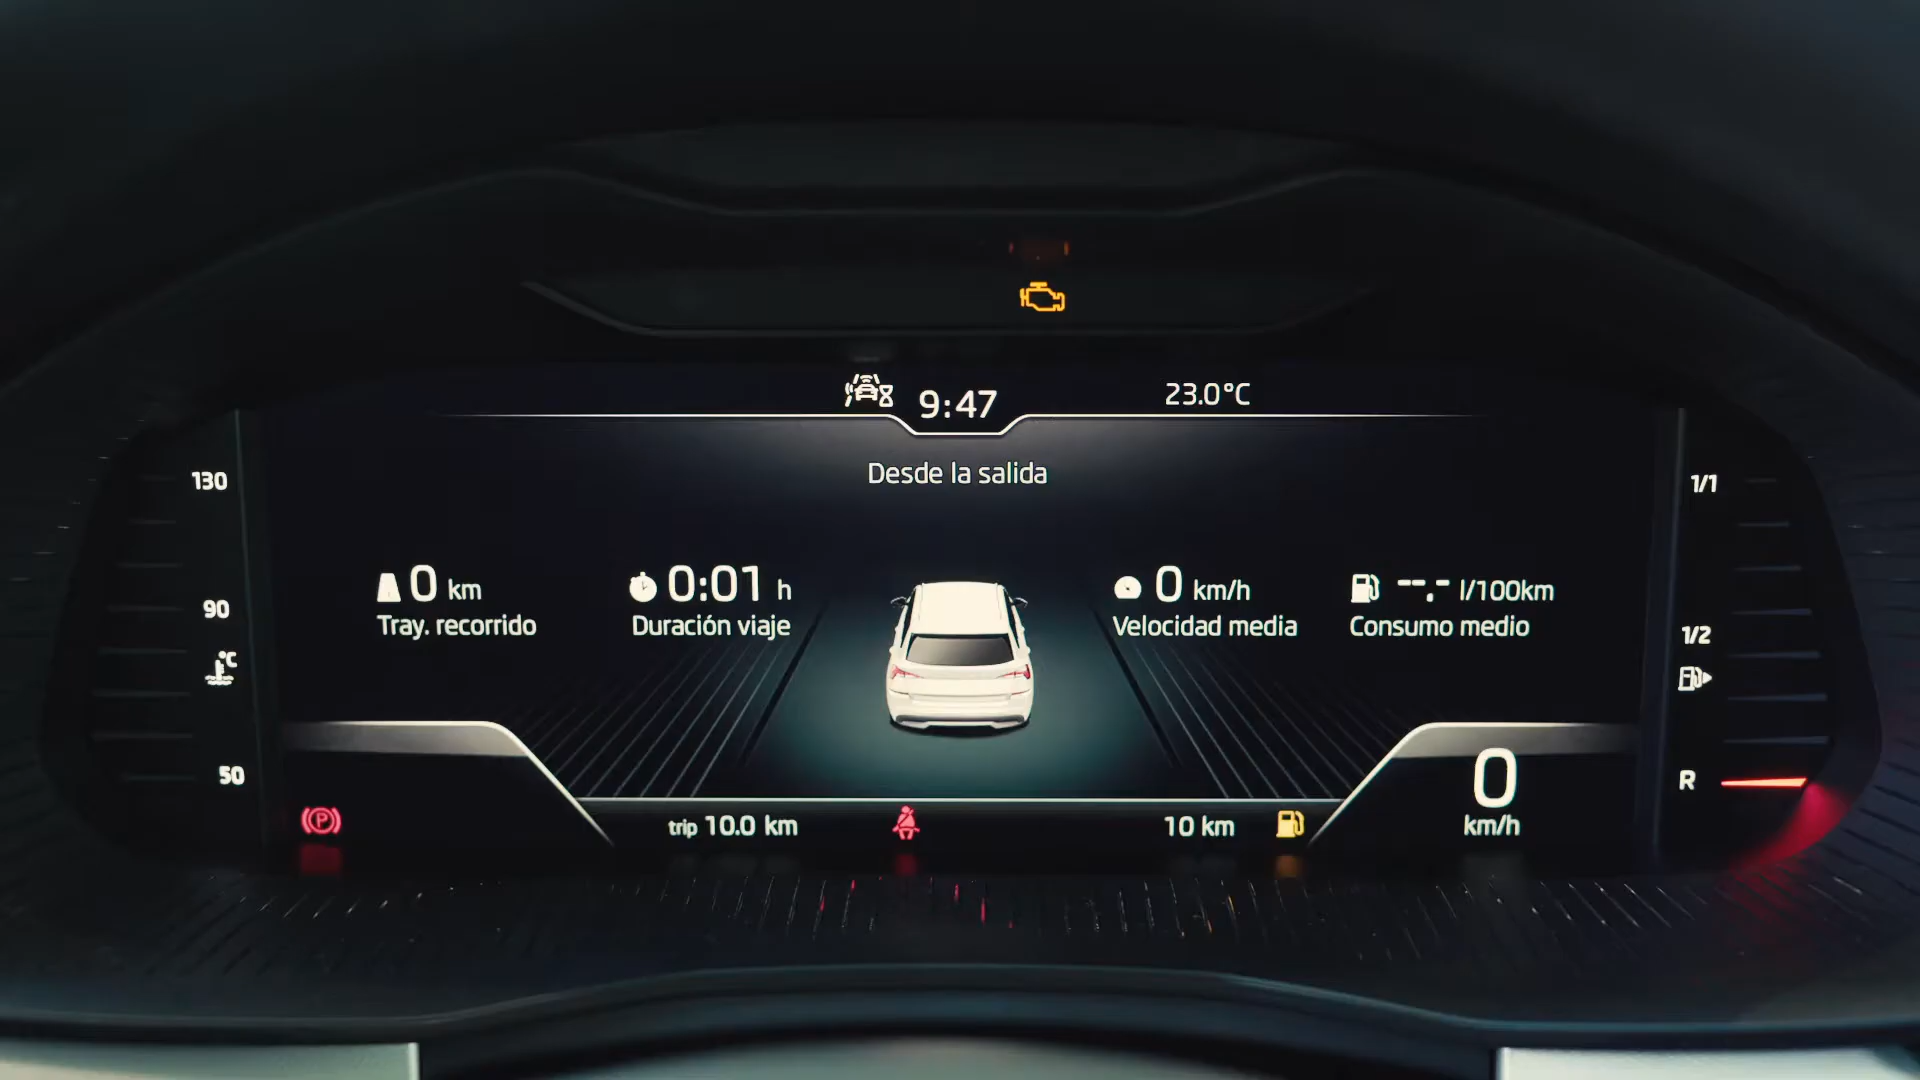 9:47
23.0°C
Desde la salida
130
90
°C
50
0 km
Tray. recorrido
0:01 h
Duración viaje
0 km/h
Velocidad media
--.- l/100km
Consumo medio
1/1
1/2
R
P
trip 10.0 km
10 km
0
km/h